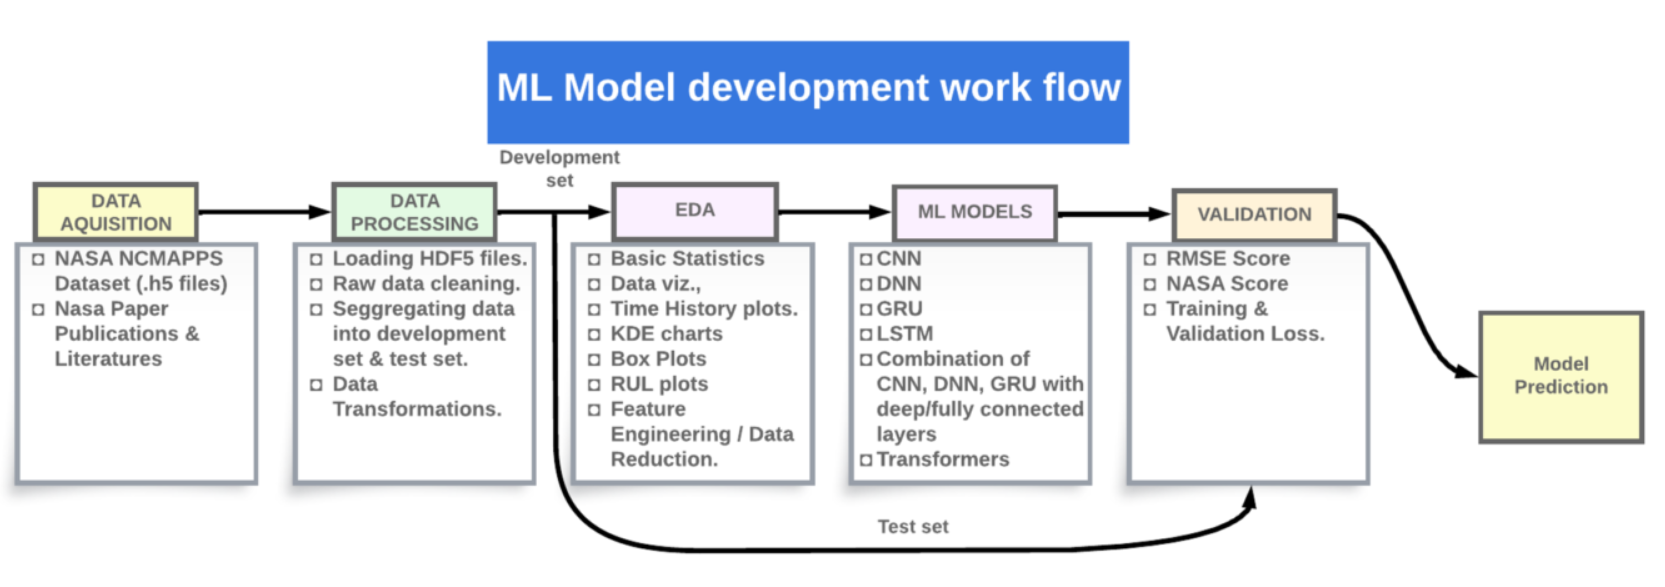 ML Model development work flow
Development
set
DATA
AQUISITION
NASA NCMAPPS
Dataset (.h5 files)
Nasa Paper
Publications &
Literatures
DATA
PROCESSING
Loading HDF5 files.
Raw data cleaning.
Seggregating data
into development
set & test set.
Data
Transformations.
EDA
Basic Statistics
Data viz.,
Time History plots.
KDE charts
Box Plots
RUL plots
Feature
Engineering / Data
Reduction.
ML MODELS
CNN
DNN
GRU
LSTM
Combination of
CNN, DNN, GRU with
deep/fully connected
layers
Transformers
VALIDATION
RMSE Score
NASA Score
Training &
Validation Loss.
Model
Prediction
Test set